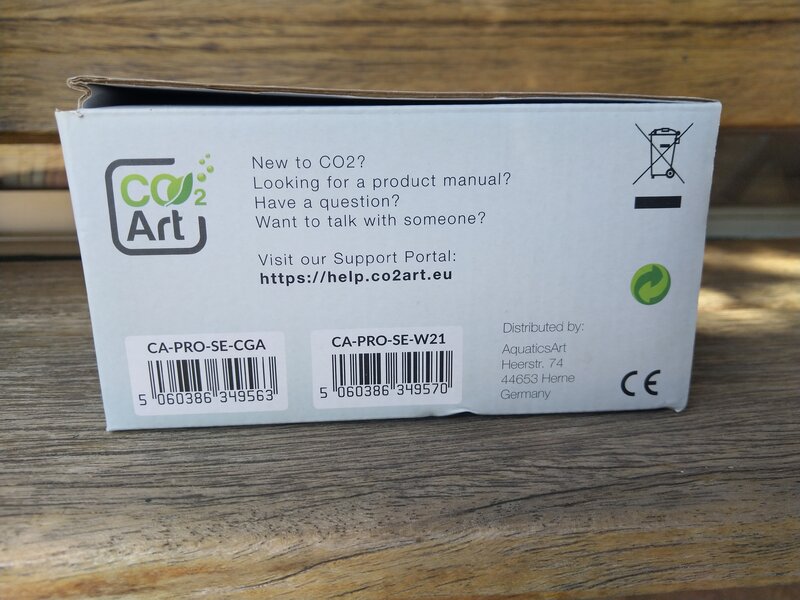 CO2
Art
New to CO2?
Looking for a product manual?
Have a question?
Want to talk with someone?
Visit our Support Portal:
https://help.co2art.eu
CA-PRO-SE-CGA
5 060386 349563
CA-PRO-SE-W21
5 060386 349570
Distributed by:
AquaticsArt
Heerstr. 74
44653 Herne
Germany
CE